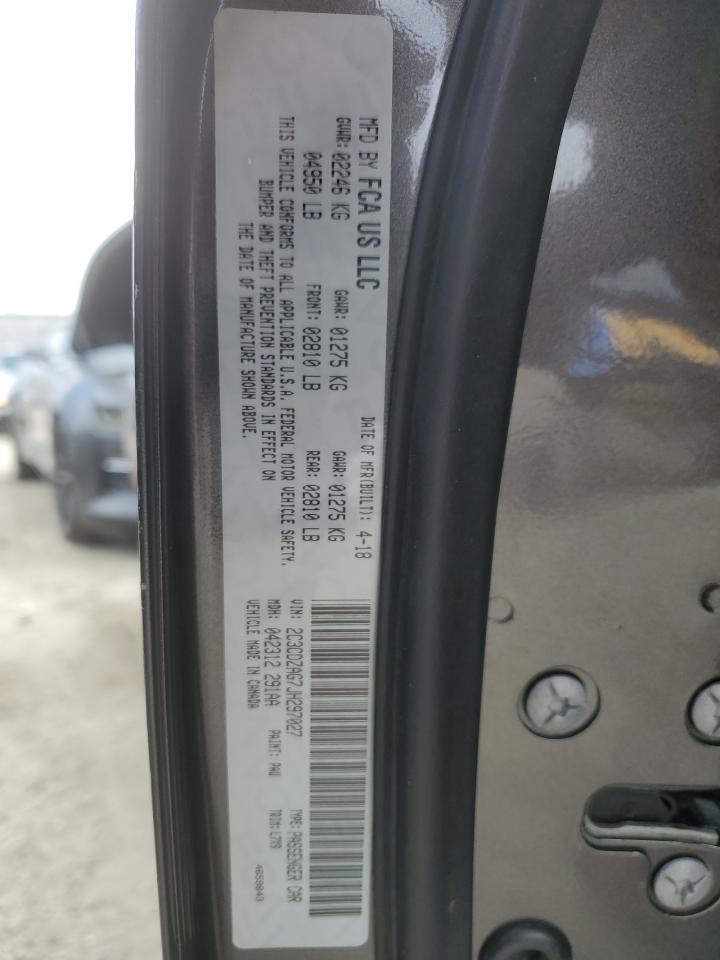 MFD BY FCA US LLC
DATE OF MFR(BUILT): 4-18
GVWR: 02246 KG
GAWR: 01275 KG
GAWR: 01275 KG
04950 LB
FRONT: 02810 LB
REAR: 02810 LB
THIS VEHICLE CONFORMS TO ALL APPLICABLE U.S.A. FEDERAL MOTOR VEHICLE SAFETY,
BUMPER AND THEFT PREVENTION STANDARDS IN EFFECT ON
THE DATE OF MANUFACTURE SHOWN ABOVE.
VIN: 2C3CDZAG7JH297027
TYPE: PASSENGER CAR
MDH: 042312 291AA
PAINT: PAU
TRIM: L7X9
VEHICLE MADE IN CANADA